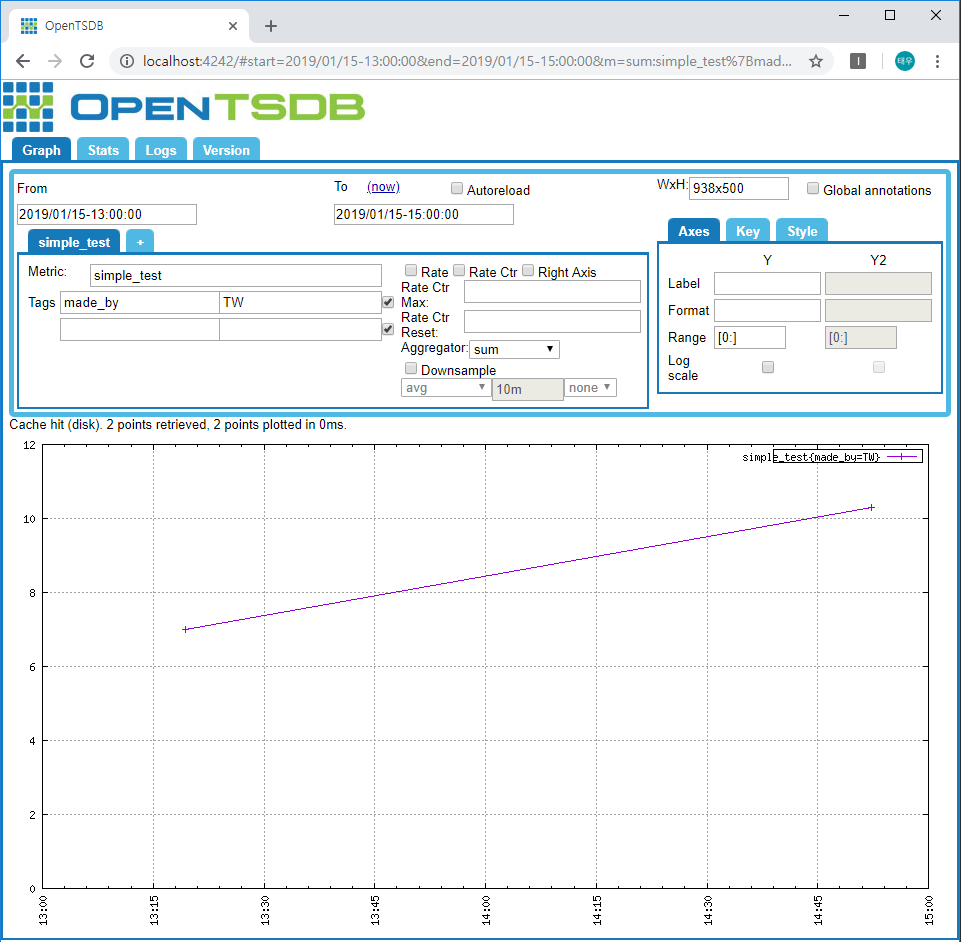 OpenTSDB
localhost:4242/#start=2019/01/15-13:00:00&end=2019/01/15-15:00:00&m=sum:simple_test%7Bmad...
I
태우
OPENTSDB
Graph Stats Logs Version
From To (now) Autoreload WxH: 938x500 Global annotations
2019/01/15-13:00:00 2019/01/15-15:00:00
simple_test +
Metric: simple_test
Tags made_by TW
Rate Rate Ctr Right Axis
Rate Ctr
Max:
Rate Ctr
Reset:
Aggregator: sum
Downsample
avg 10m none
Axes Key Style
Y Y2
Label
Format
Range [0:] [0:]
Log
scale
Cache hit (disk). 2 points retrieved, 2 points plotted in 0ms.
simple_test{made_by=TW}
12
10
8
6
4
2
0
13:00 13:15 13:30 13:45 14:00 14:15 14:30 14:45 15:00